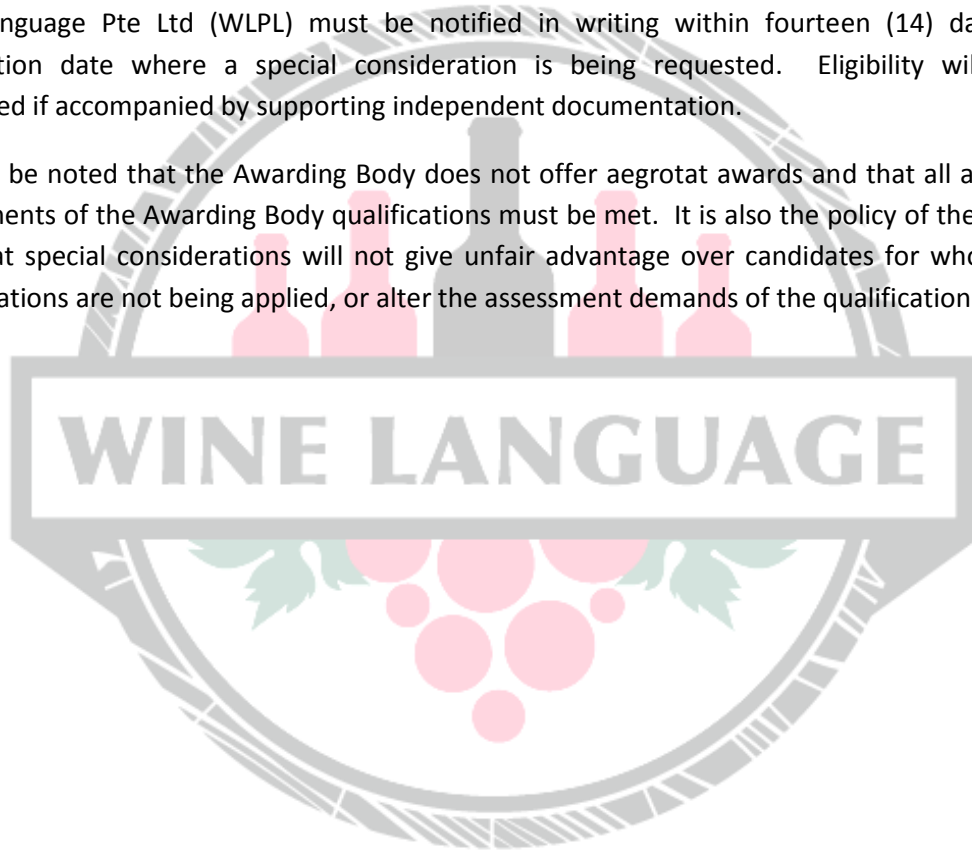 nguage Pte Ltd (WLPL) must be notified in writing within fourteen (14) da
tion date where a special consideration is being requested. Eligibility wil
ed if accompanied by supporting independent documentation.
be noted that the Awarding Body does not offer aegrotat awards and that all a
nents of the Awarding Body qualifications must be met. It is also the policy of the
at special considerations will not give unfair advantage over candidates for who
ations are not being applied, or alter the assessment demands of the qualification
WINE LANGUAGE